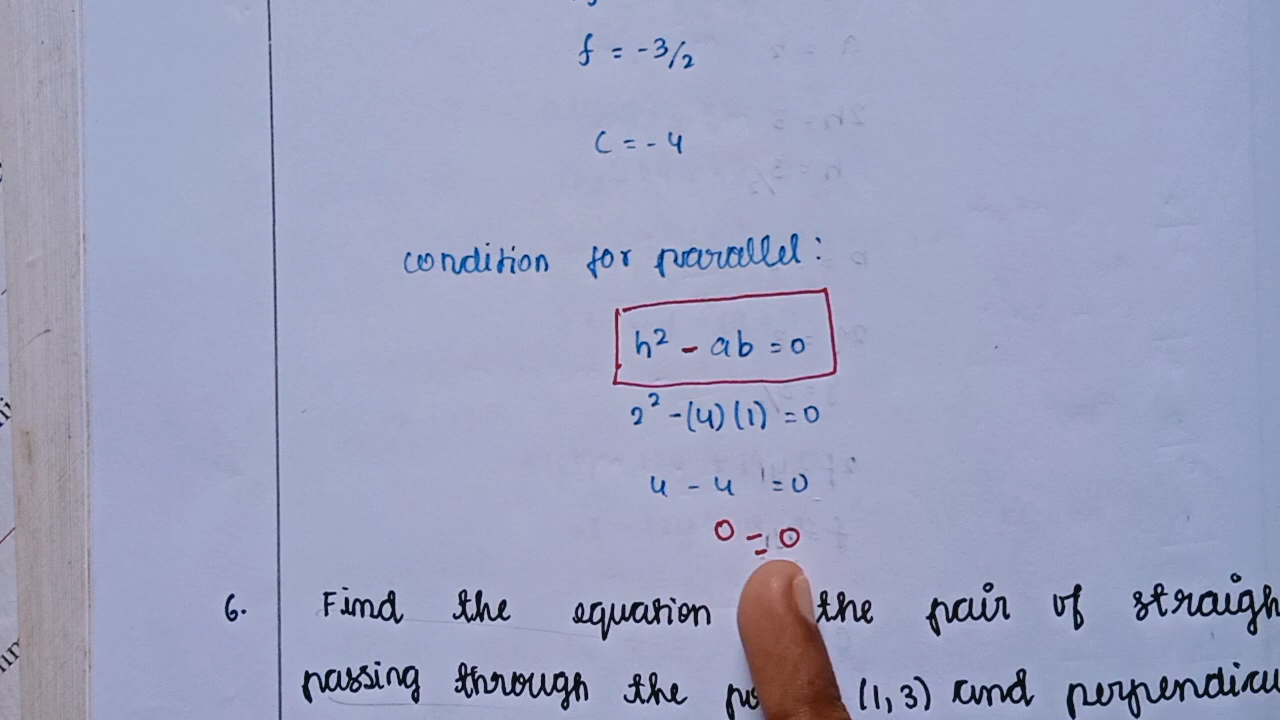 f = -3/2
c = -4
condition for parallel:
h² - ab = 0
2² - (4)(1) = 0
4 - 4 = 0
0 = 0
6. Find the equation the pair of straigh
passing through the (1,3) and perpendicu